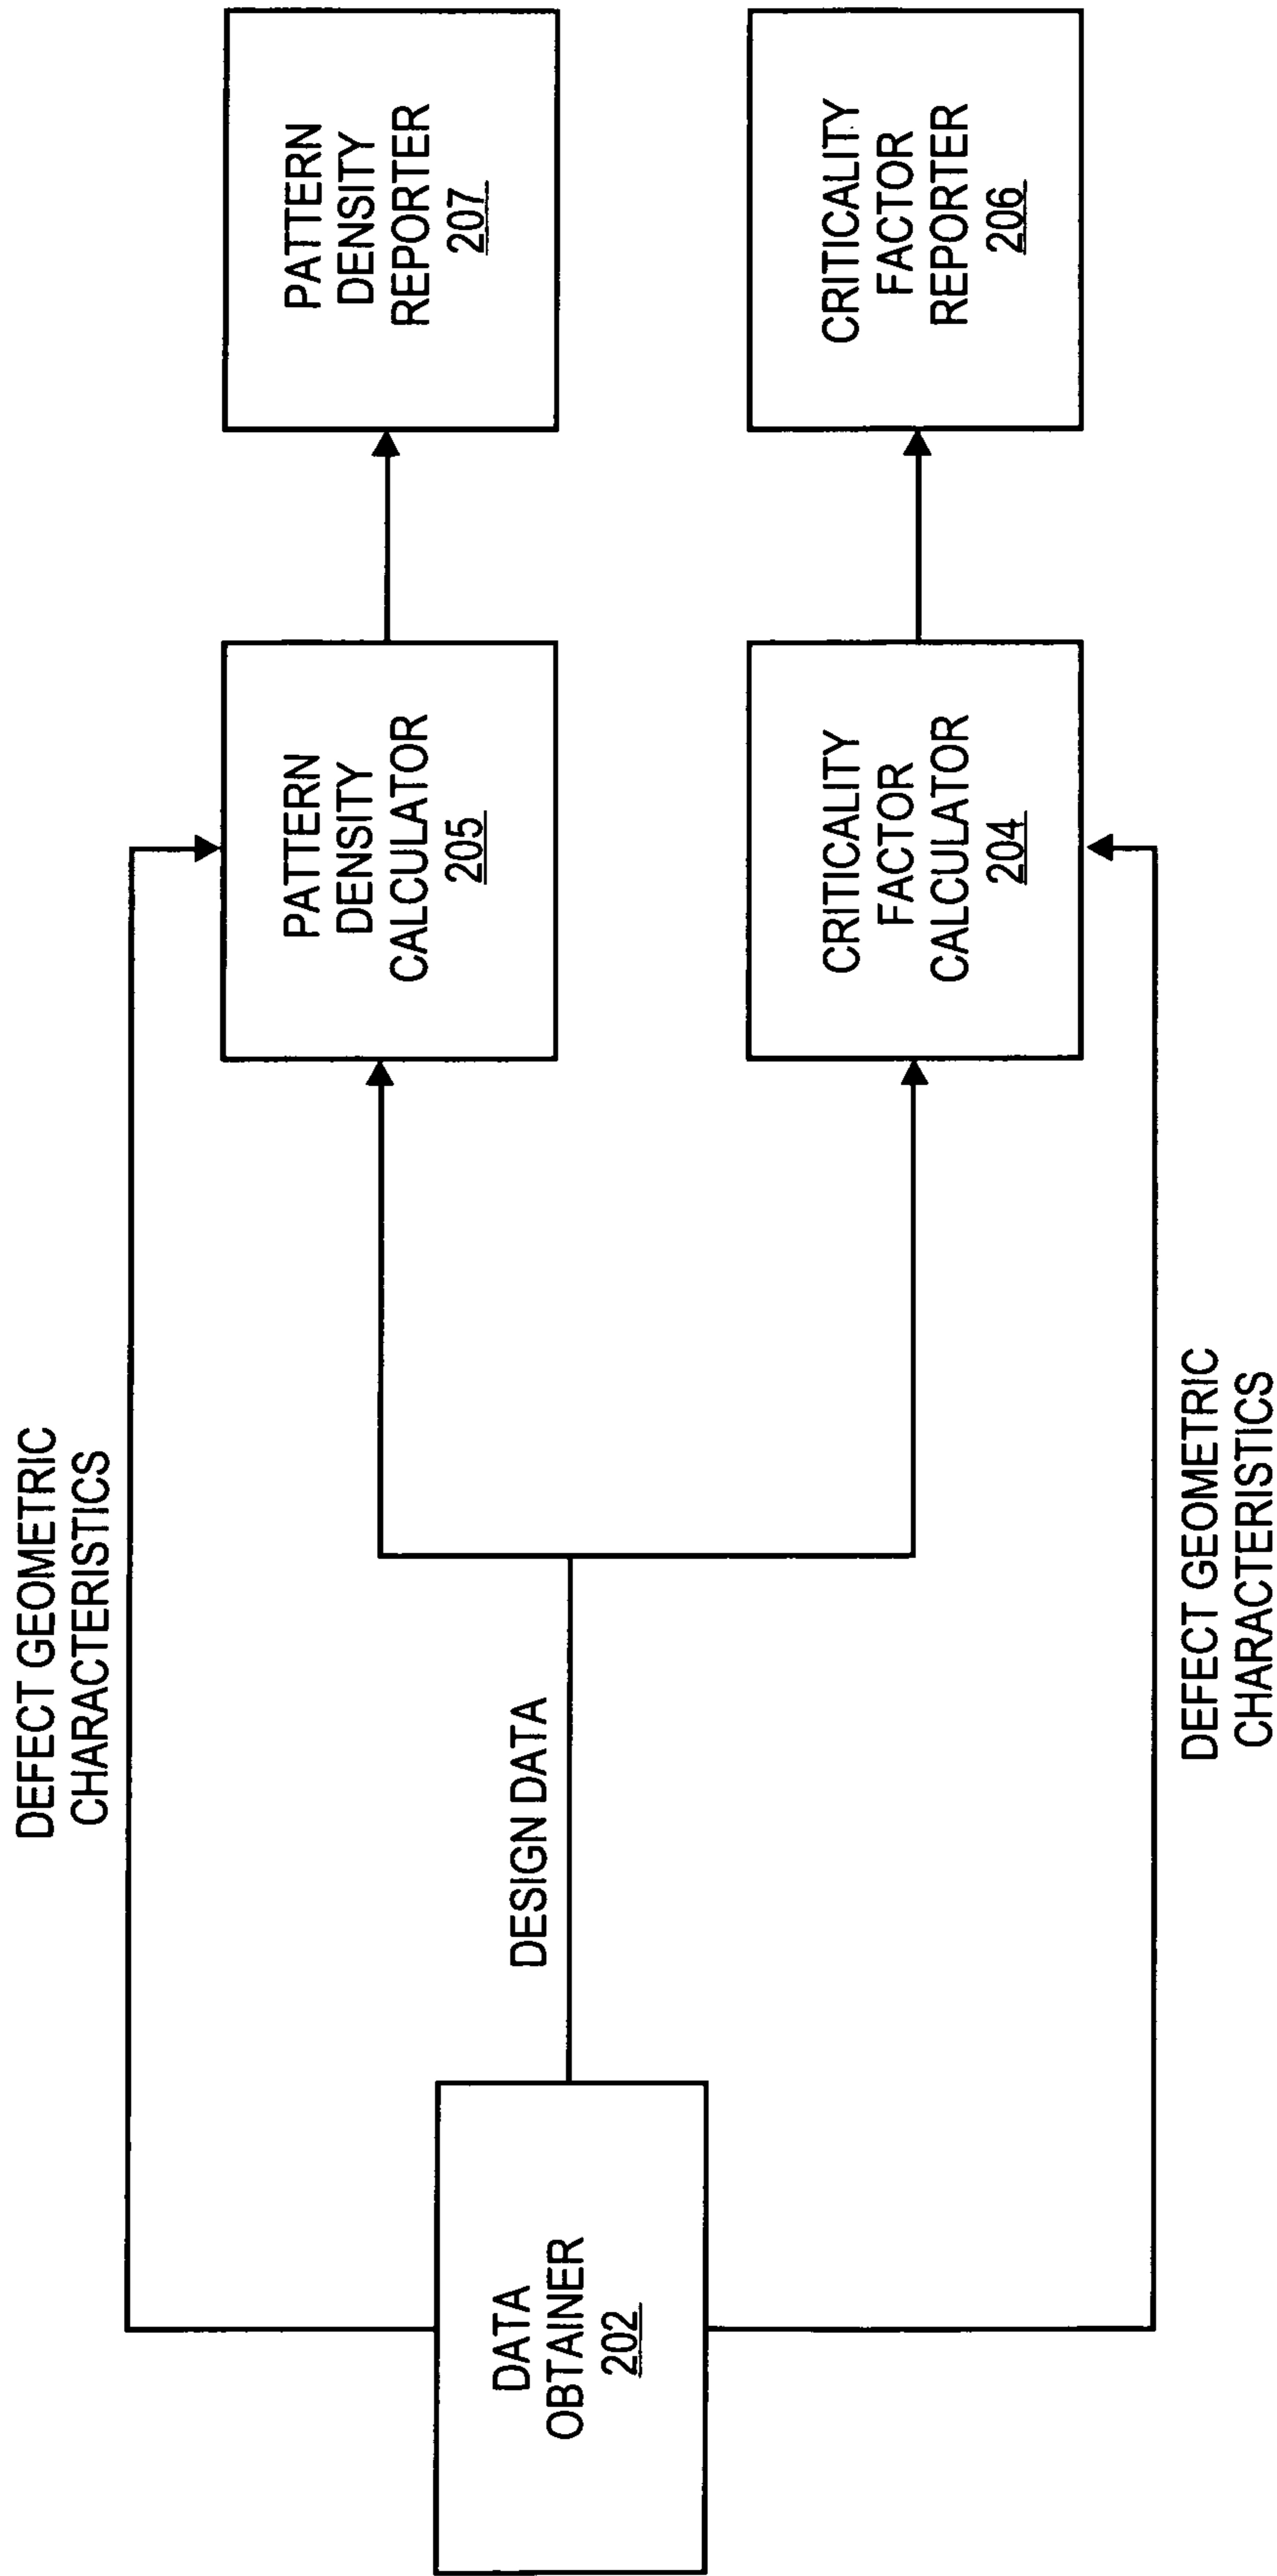 DEFECT GEOMETRIC
CHARACTERISTICS
DATA
OBTAINER
202
DESIGN DATA
PATTERN
DENSITY
CALCULATOR
205
PATTERN
DENSITY
REPORTER
207
CRITICALITY
FACTOR
CALCULATOR
204
CRITICALITY
FACTOR
REPORTER
206
DEFECT GEOMETRIC
CHARACTERISTICS